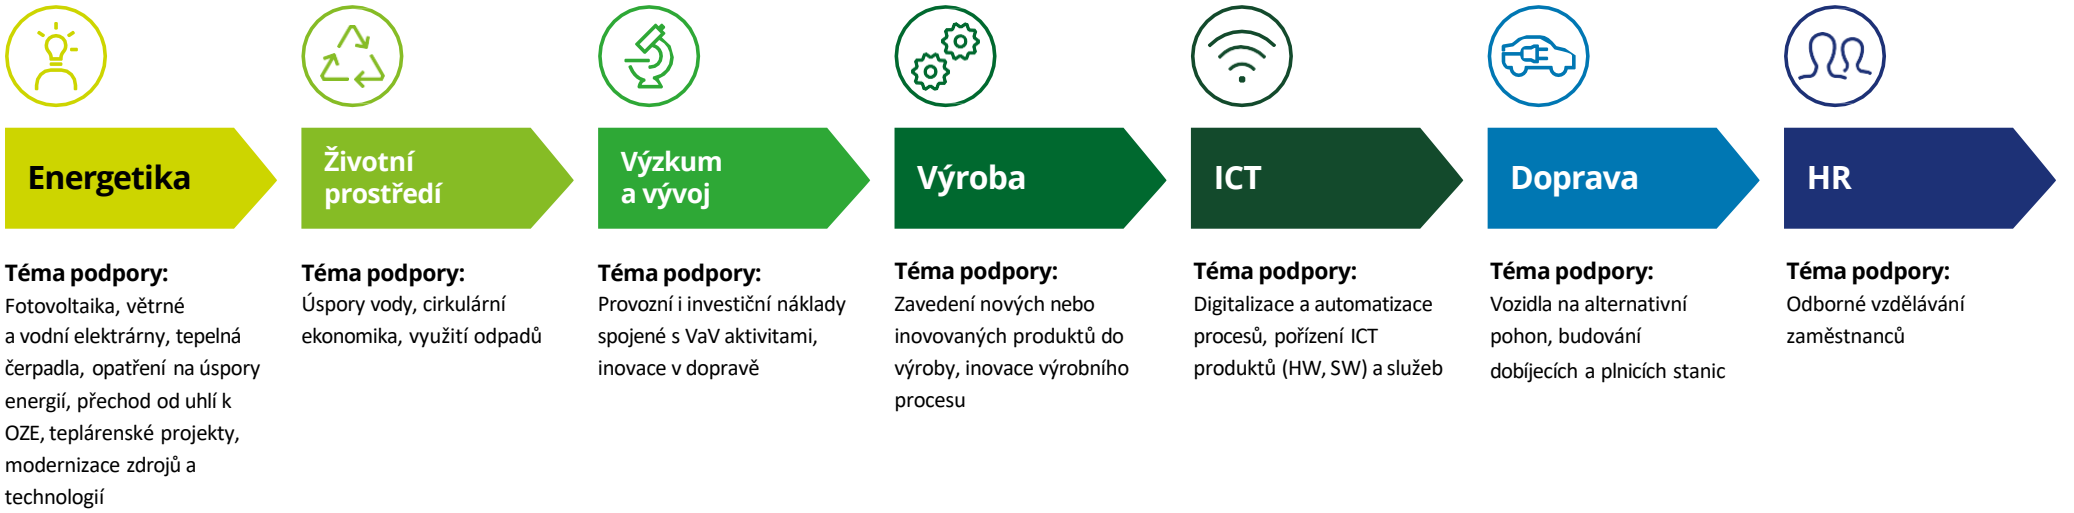 Energetika
Životní
prostředí
Výzkum
a vývoj
Výroba
ICT
Doprava
HR
Téma podpory:
Fotovoltaika, větrné
a vodní elektrárny, tepelná
čerpadla, opatření na úspory
energií, přechod od uhlí k
OZE, teplárenské projekty,
modernizace zdrojů a
technologií
Téma podpory:
Úspory vody, cirkulární
ekonomika, využití odpadů
Téma podpory:
Provozní i investiční náklady
spojené s VaV aktivitami,
inovace v dopravě
Téma podpory:
Zavedení nových nebo
inovovaných produktů do
výroby, inovace výrobního
procesu
Téma podpory:
Digitalizace a automatizace
procesů, pořízení ICT
produktů (HW, SW) a služeb
Téma podpory:
Vozidla na alternativní
pohon, budování
dobíjecích a plnicích stanic
Téma podpory:
Odborné vzdělávání
zaměstnanců